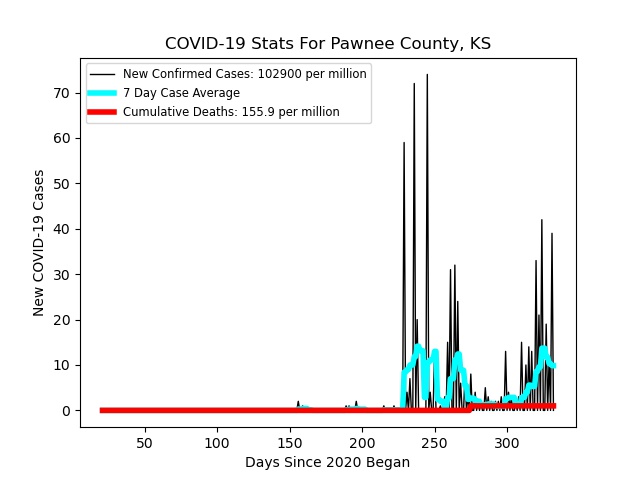 COVID-19 Stats For Pawnee County, KS
New Confirmed Cases: 102900 per million
7 Day Case Average
Cumulative Deaths: 155.9 per million
New COVID-19 Cases
70
60
50
40
30
20
10
0
50 100 150 200 250 300
Days Since 2020 Began